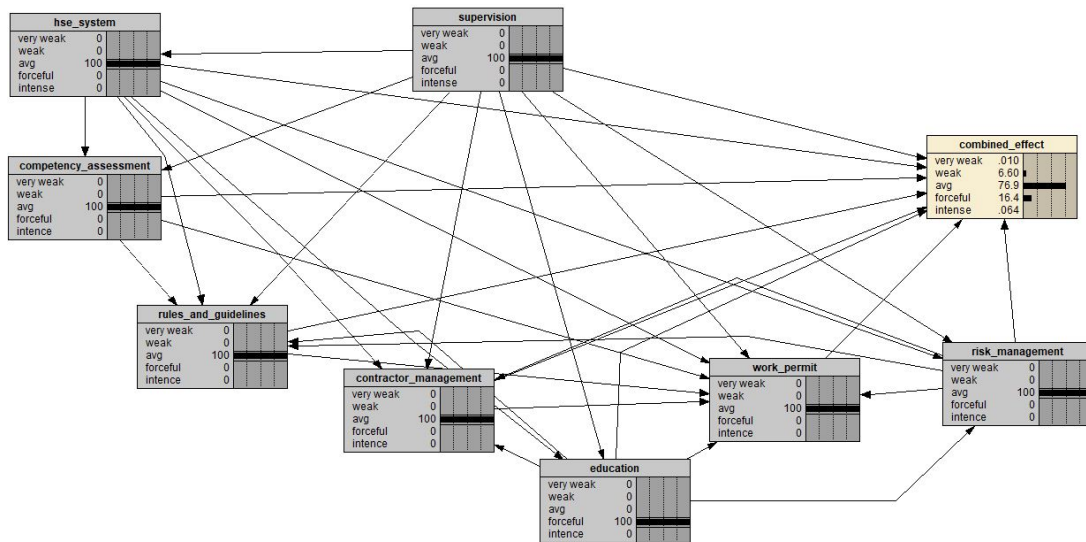 hse_system
very weak 0
weak 0
avg 100
forceful 0
intense 0
supervision
very weak 0
weak 0
avg 100
forceful 0
intense 0
combined_effect
very weak .010
weak 6.60
avg 76.9
forceful 16.4
intense .064
competency_assessment
very weak 0
weak 0
avg 100
forceful 0
intence 0
rules_and_guidelines
very weak 0
weak 0
avg 100
forceful 0
intence 0
contractor_management
very weak 0
weak 0
avg 100
forceful 0
intence 0
work_permit
very weak 0
weak 0
avg 100
forceful 0
intence 0
risk_management
very weak 0
weak 0
avg 100
forceful 0
intence 0
education
very weak 0
weak 0
avg 0
forceful 100
intence 0